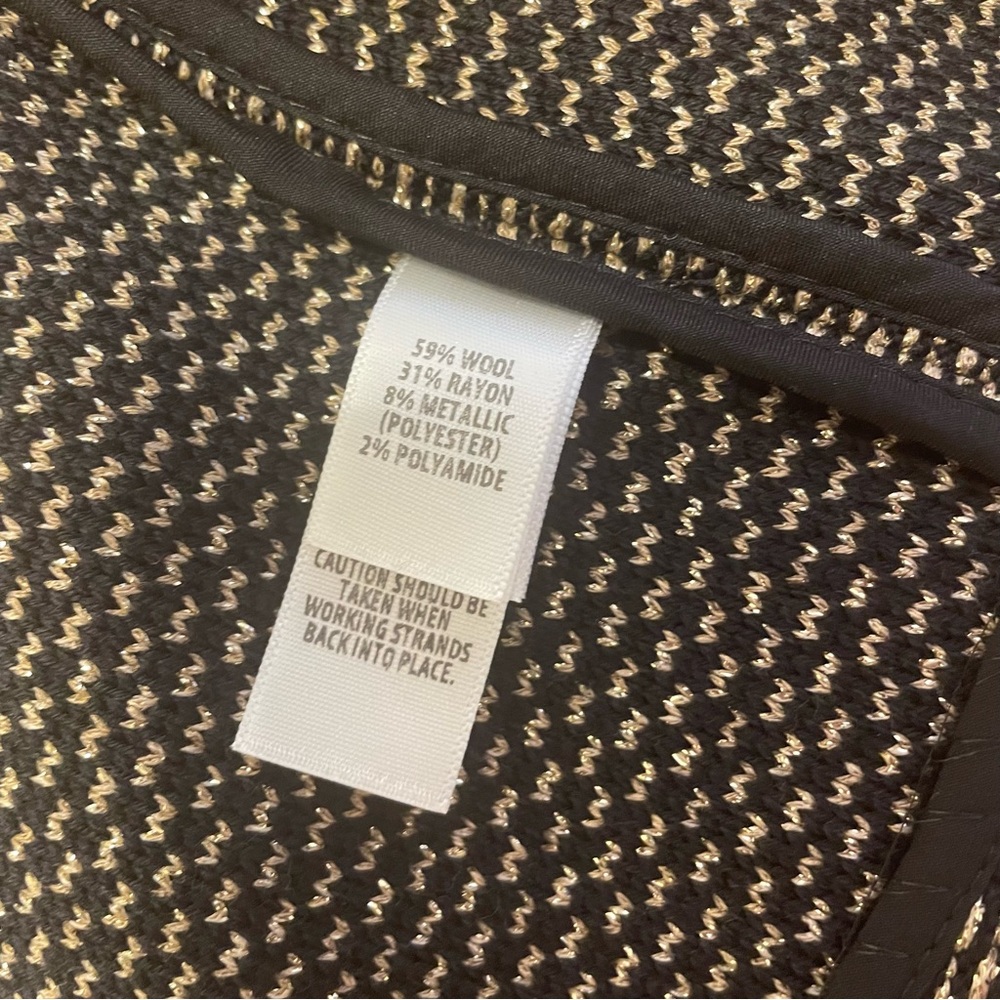 59% WOOL
31% RAYON
8% METALLIC
(POLYESTER)
2% POLYAMIDE
CAUTION SHOULD BE
TAKEN WHEN
WORKING STRANDS
BACK INTO PLACE.